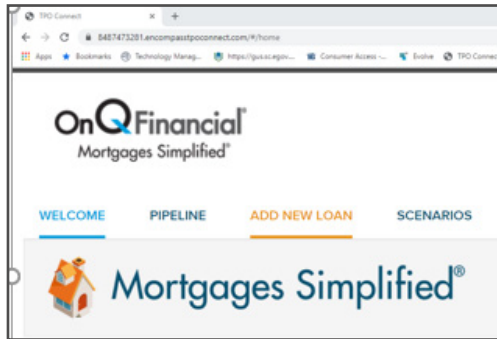 TPO Connect
8487473281.encompasstpoconnect.com/#/home
Apps Bookmarks Technology Manag... https://gus.sc.egov... Consumer Access -... Evolve TPO Connec
OnQ Financial®
Mortgages Simplified®
WELCOME PIPELINE ADD NEW LOAN SCENARIOS
Mortgages Simplified®